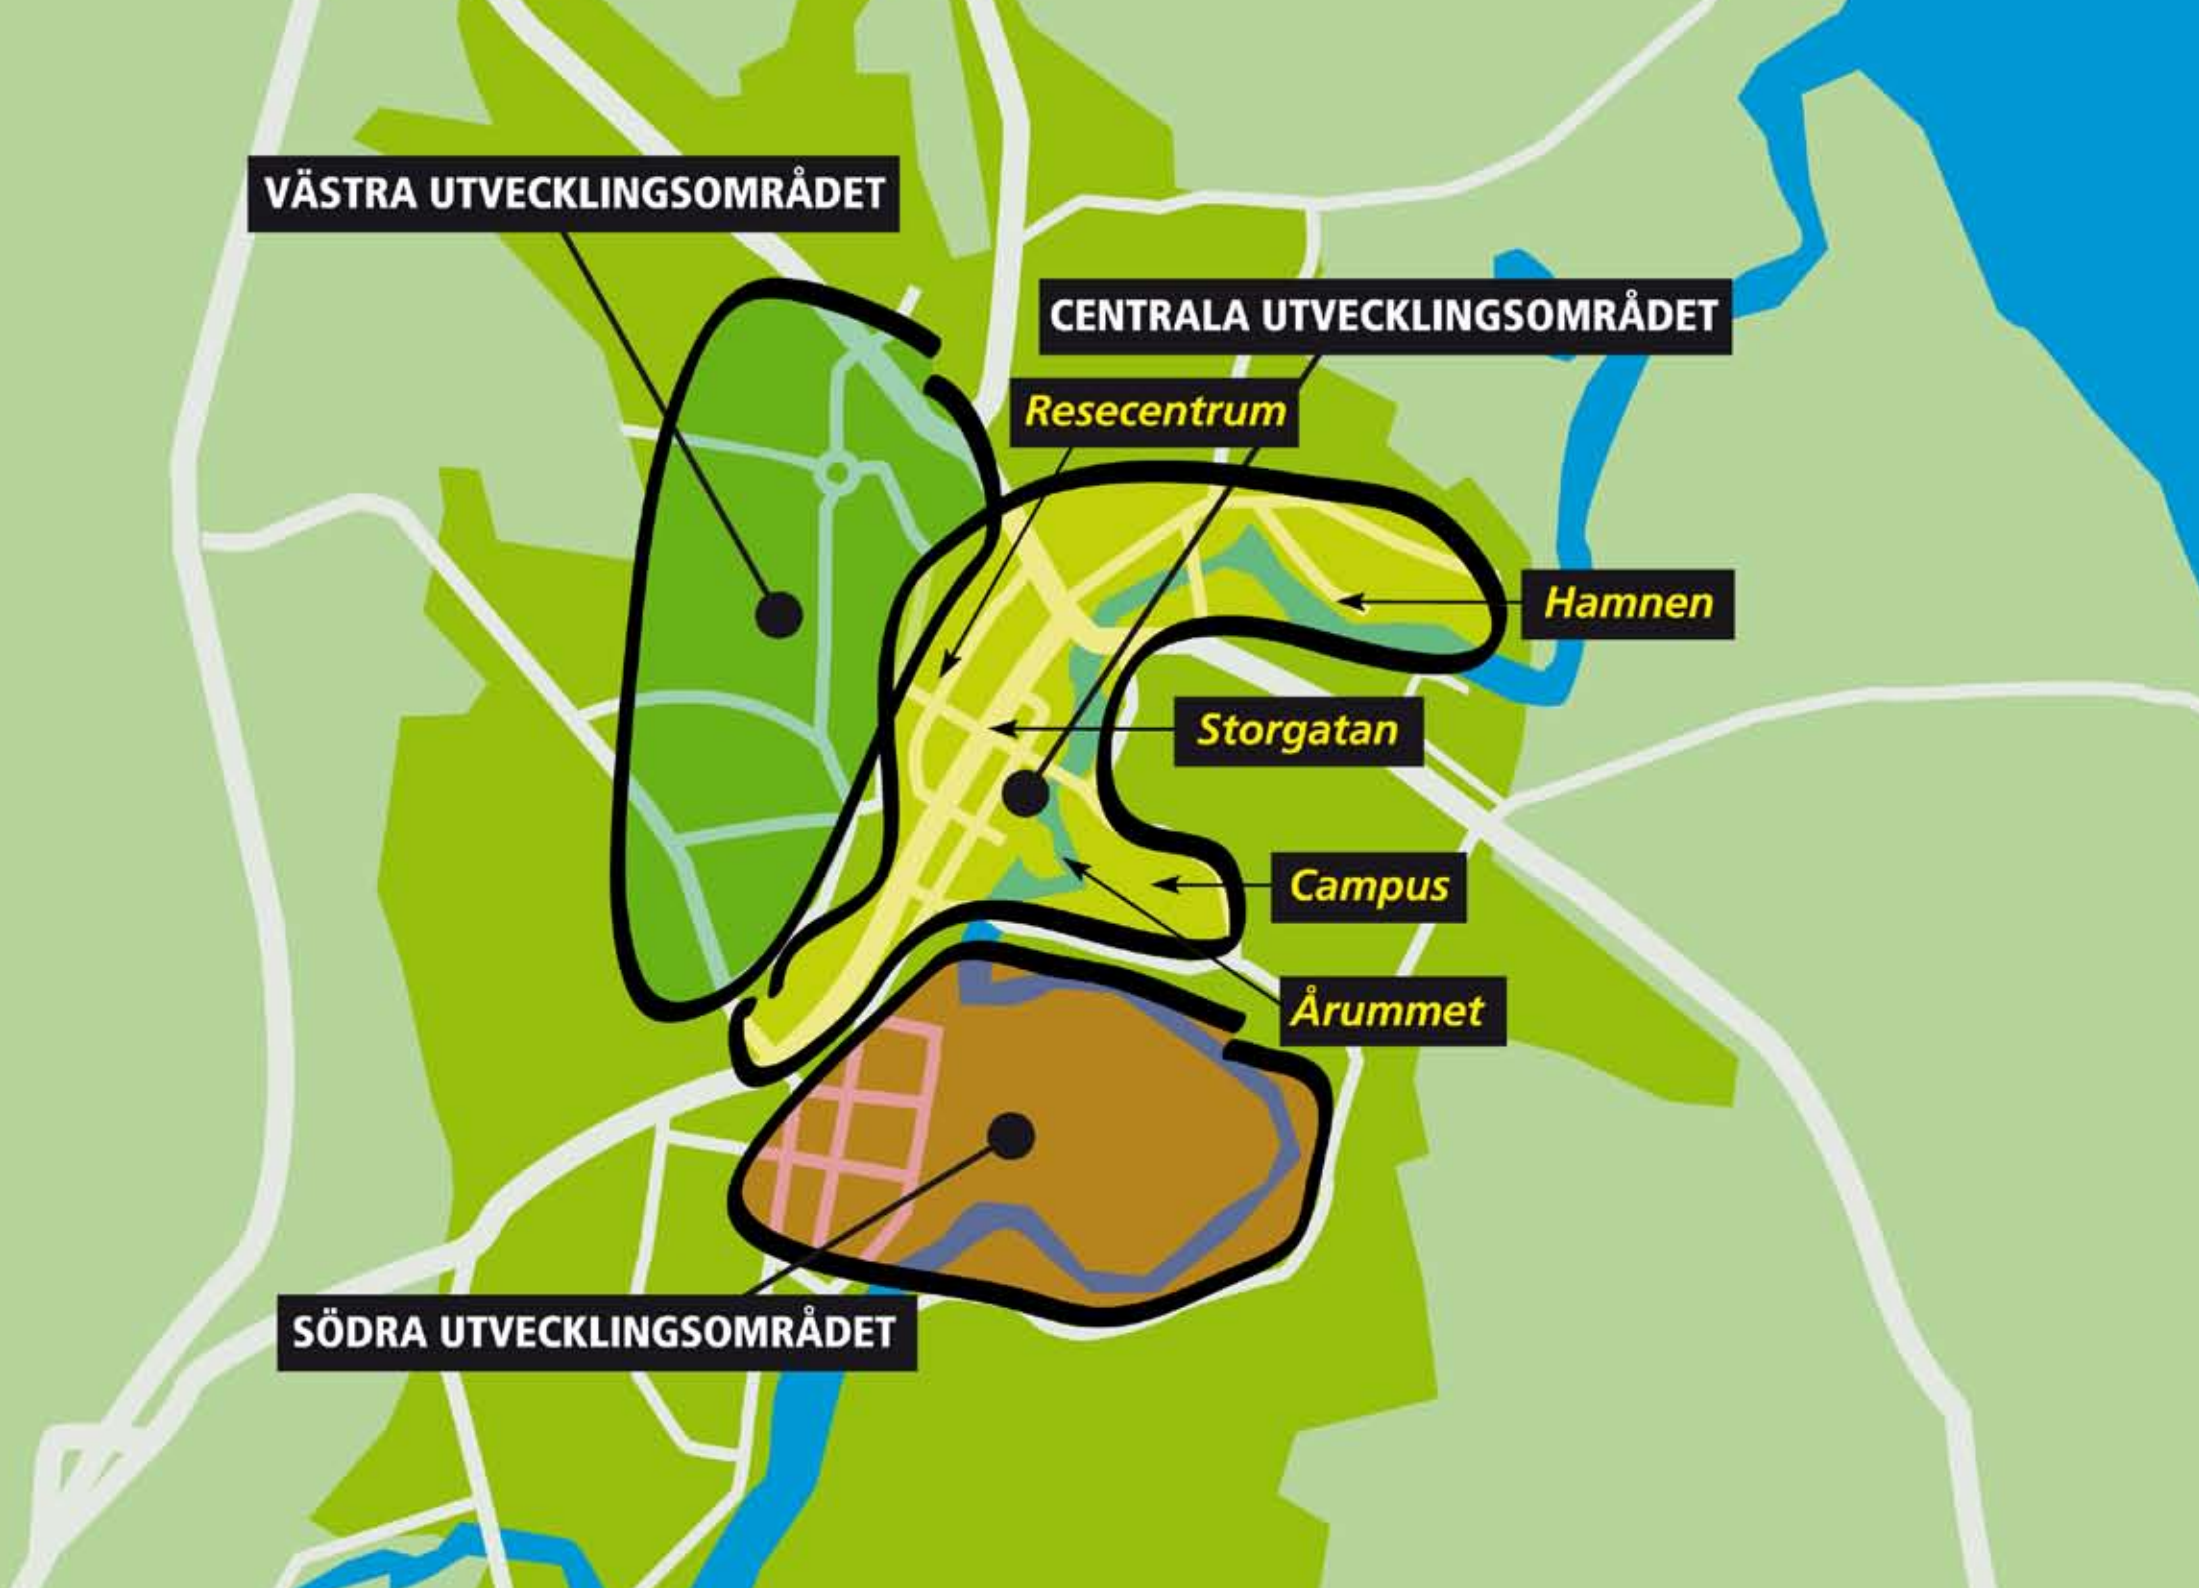 VÄSTRA UTVECKLINGSOMRÅDET
CENTRALA UTVECKLINGSOMRÅDET
Resecentrum
Hamnen
Storgatan
Campus
Årummet
SÖDRA UTVECKLINGSOMRÅDET